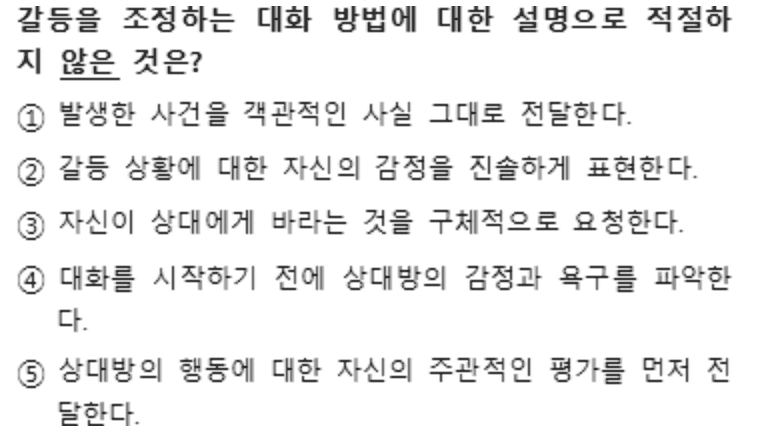 갈등을 조정하는 대화 방법에 대한 설명으로 적절하
지 않은 것은?
① 발생한 사건을 객관적인 사실 그대로 전달한다.
② 갈등 상황에 대한 자신의 감정을 진솔하게 표현한다.
③ 자신이 상대에게 바라는 것을 구체적으로 요청한다.
④ 대화를 시작하기 전에 상대방의 감정과 욕구를 파악한
다.
⑤ 상대방의 행동에 대한 자신의 주관적인 평가를 먼저 전
달한다.